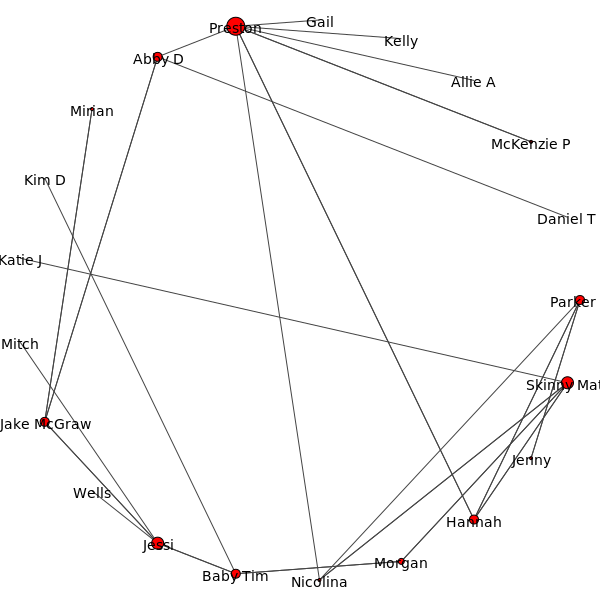 Gail
Preston
Kelly
Abby D
Allie A
Mirian
McKenzie P
Kim D
Daniel T
Katie J
Parker
Mitch
Skinny Mat
Jake McGraw
Jenny
Wells
Hannah
Jessi
Morgan
Baby Tim
Nicolina